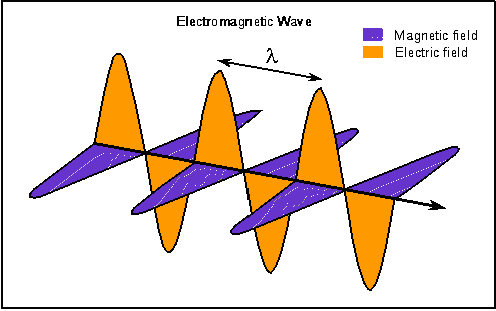 Electromagnetic Wave
Magnetic field
Electric field
λ